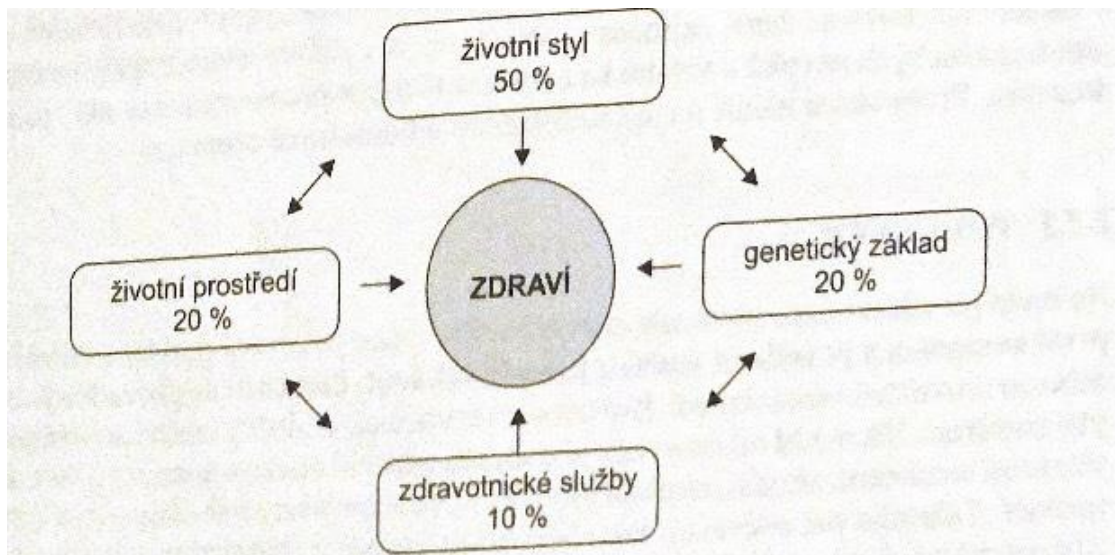 životní styl
50 %
životní prostředí
20 %
ZDRAVÍ
genetický základ
20 %
zdravotnické služby
10 %